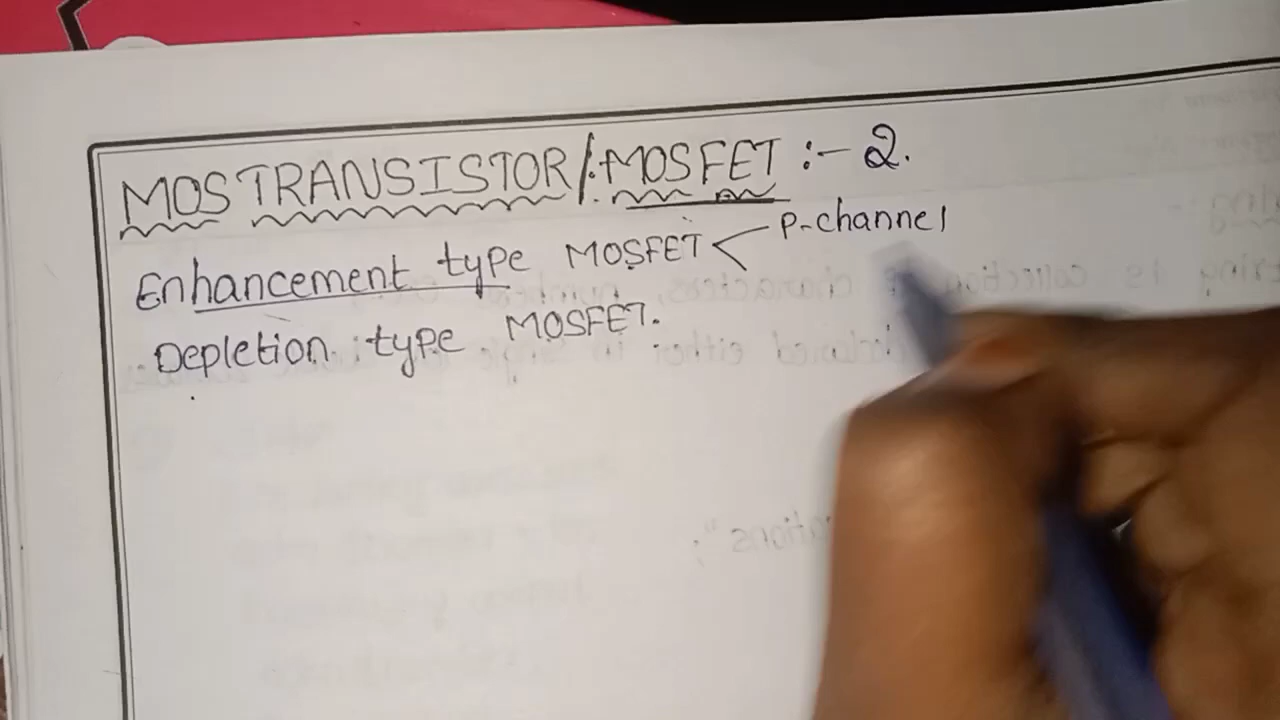 MOS TRANSISTOR / MOSFET :- 2.
Enhancement type MOSFET < P-channel
Depletion type MOSFET.